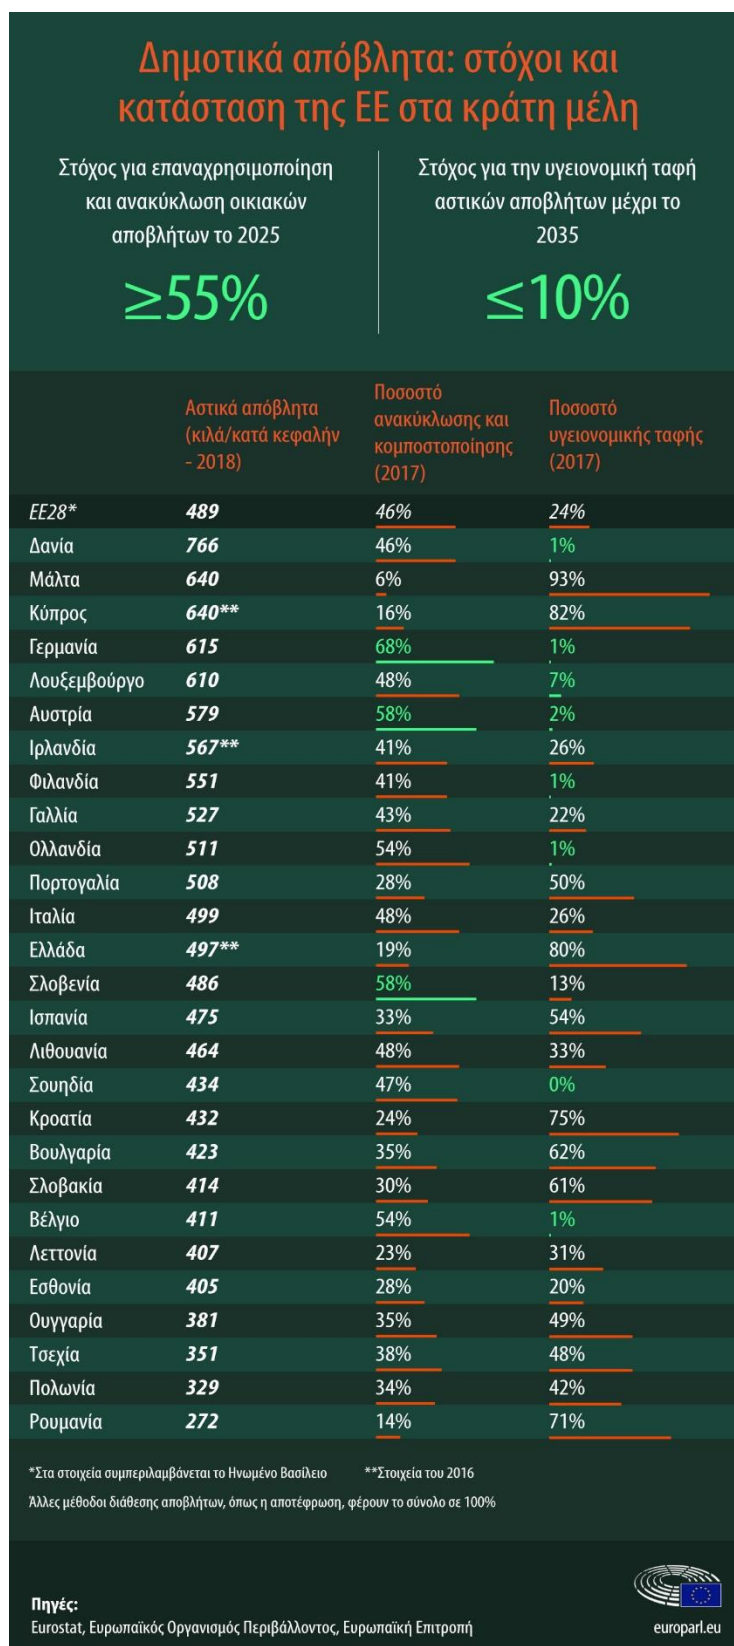 Δημοτικά απόβλητα: στόχοι και
κατάσταση της ΕΕ στα κράτη μέλη
Στόχος για επαναχρησιμοποίηση
και ανακύκλωση οικιακών
αποβλήτων το 2025
≥55%
Στόχος για την υγειονομική ταφή
αστικών αποβλήτων μέχρι το
2035
≤10%
Αστικά απόβλητα
(κιλά/κατά κεφαλήν
- 2018)
Ποσοστό
ανακύκλωσης και
κομποστοποίησης
(2017)
Ποσοστό
υγειονομικής ταφής
(2017)
ΕΕ28* 489 46% 24%
Δανία 766 46% 1%
Μάλτα 640 6% 93%
Κύπρος 640** 16% 82%
Γερμανία 615 68% 1%
Λουξεμβούργο 610 48% 7%
Αυστρία 579 58% 2%
Ιρλανδία 567** 41% 26%
Φιλανδία 551 41% 1%
Γαλλία 527 43% 22%
Ολλανδία 511 54% 1%
Πορτογαλία 508 28% 50%
Ιταλία 499 48% 26%
Ελλάδα 497** 19% 80%
Σλοβενία 486 58% 13%
Ισπανία 475 33% 54%
Λιθουανία 464 48% 33%
Σουηδία 434 47% 0%
Κροατία 432 24% 75%
Βουλγαρία 423 35% 62%
Σλοβακία 414 30% 61%
Βέλγιο 411 54% 1%
Λεττονία 407 23% 31%
Εσθονία 405 28% 20%
Ουγγαρία 381 35% 49%
Τσεχία 351 38% 48%
Πολωνία 329 34% 42%
Ρουμανία 272 14% 71%
*Στα στοιχεία συμπεριλαμβάνεται το Ηνωμένο Βασίλειο **Στοιχεία του 2016
Άλλες μέθοδοι διάθεσης αποβλήτων, όπως η αποτέφρωση, φέρουν το σύνολο σε 100%
Πηγές:
Eurostat, Ευρωπαϊκός Οργανισμός Περιβάλλοντος, Ευρωπαϊκή Επιτροπή
europarl.eu